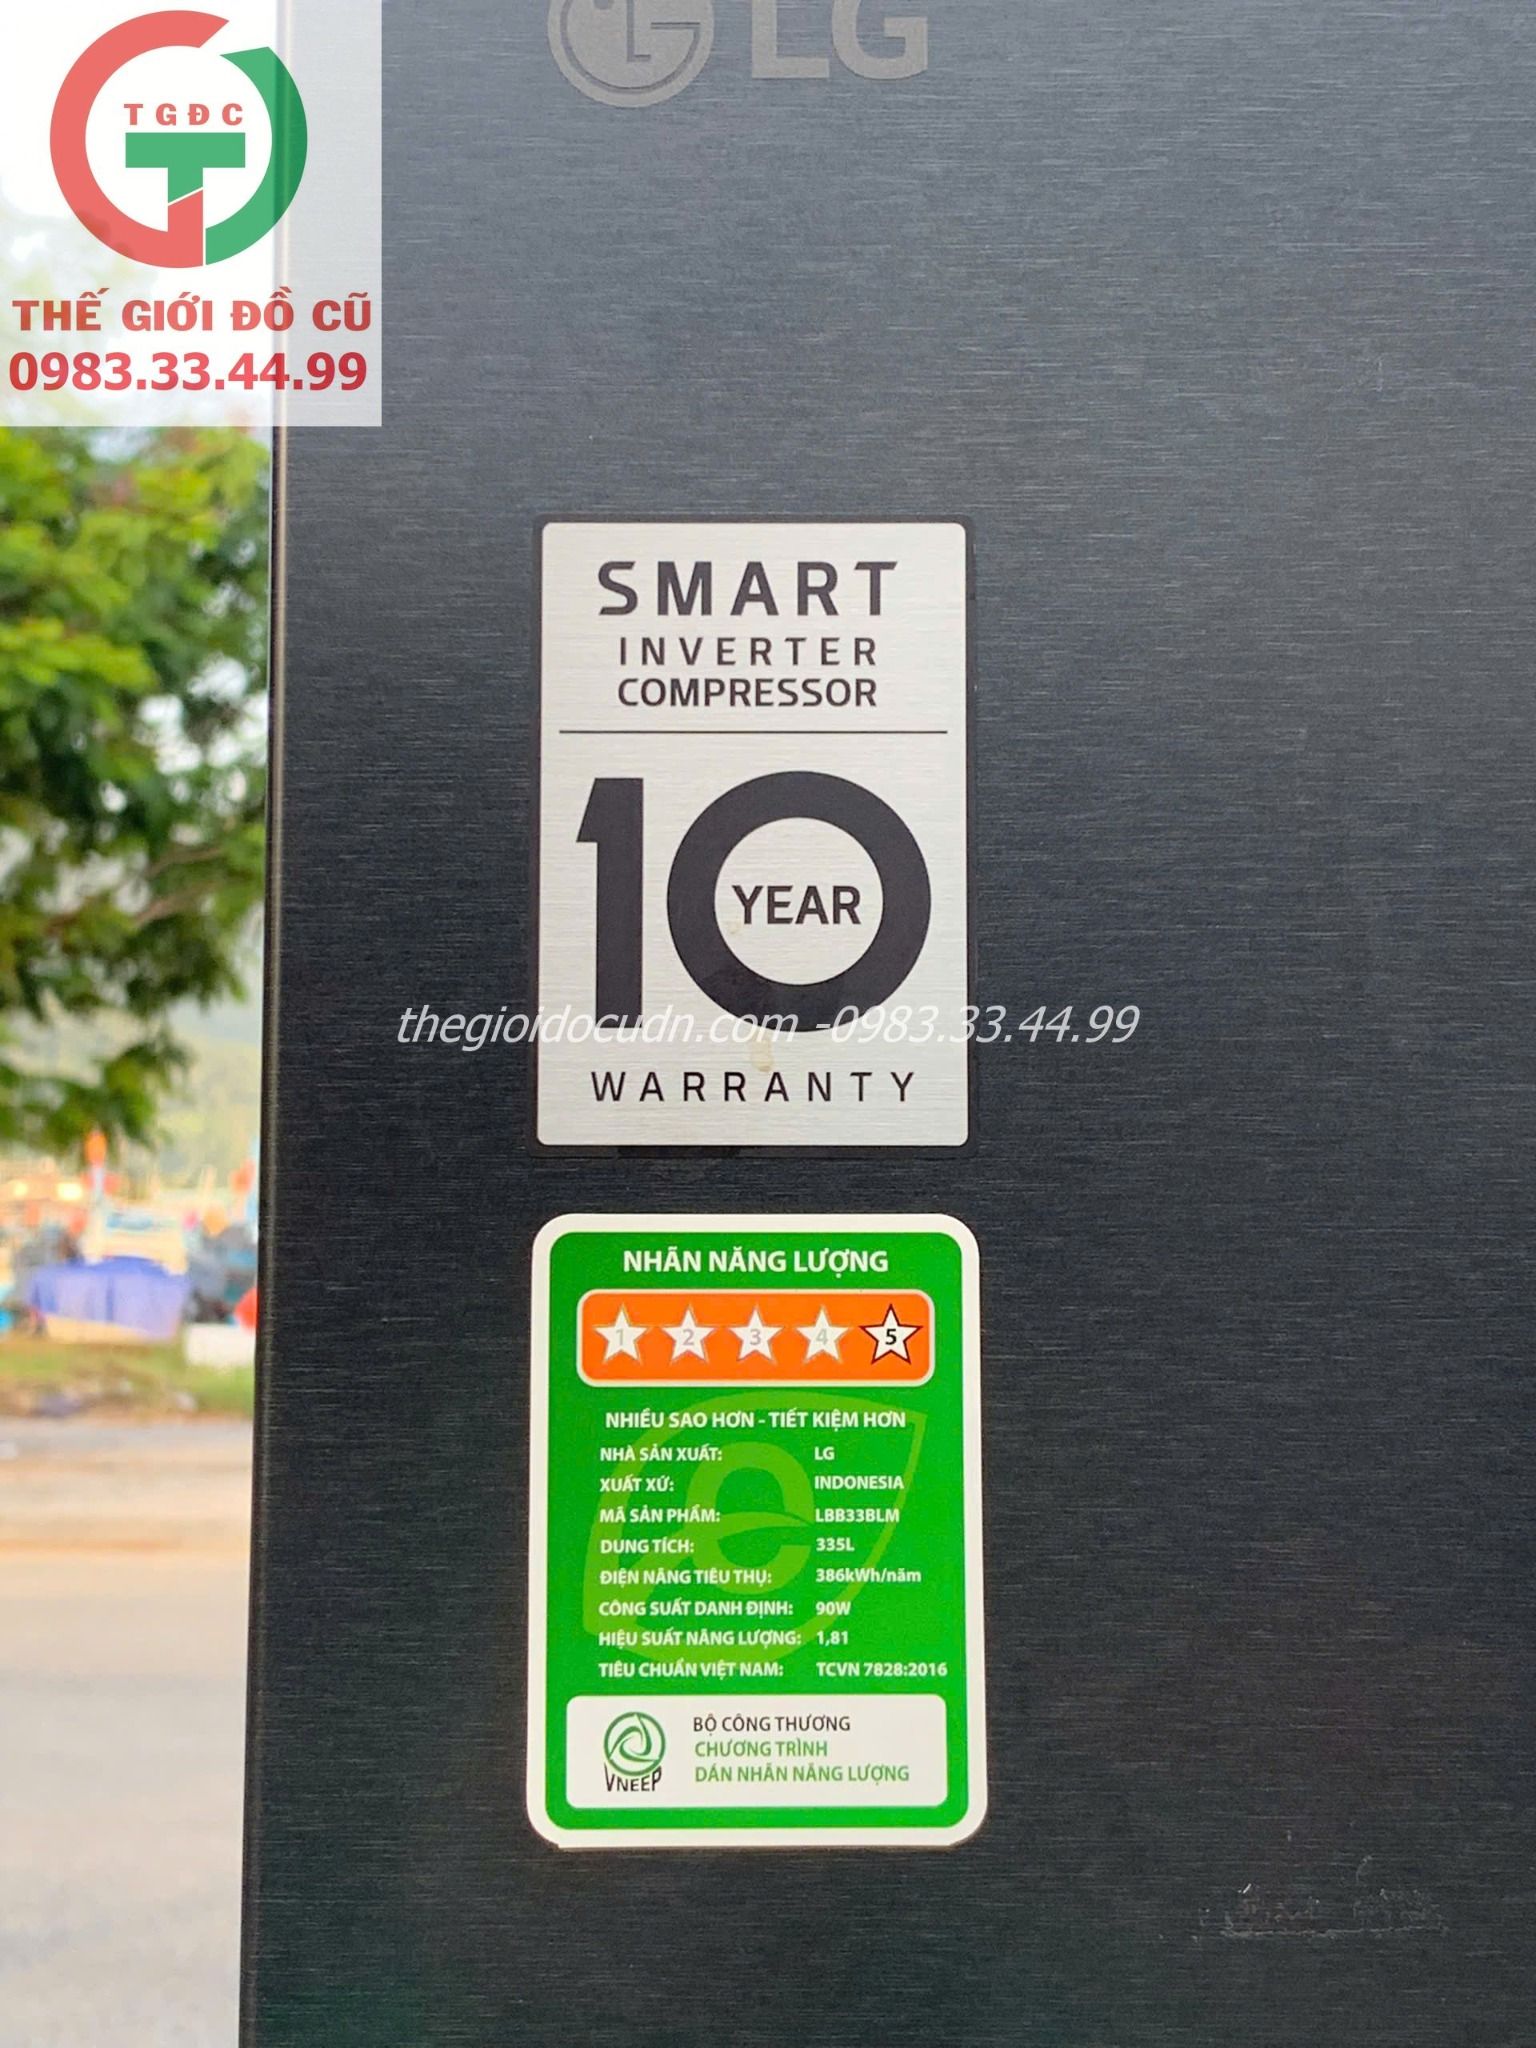 LG
TGĐC
THẾ GIỚI ĐỒ CŨ
0983.33.44.99
SMART
INVERTER
COMPRESSOR
10
YEAR
thegioidocudn.com -0983.33.44.99
WARRANTY
NHÃN NĂNG LƯỢNG
1 2 3 4 5
NHIỀU SAO HƠN - TIẾT KIỆM HƠN
NHÀ SẢN XUẤT: LG
XUẤT XỨ: INDONESIA
MÃ SẢN PHẨM: LBB33BLM
DUNG TÍCH: 335L
ĐIỆN NĂNG TIÊU THỤ: 386kWh/năm
CÔNG SUẤT DANH ĐỊNH: 90W
HIỆU SUẤT NĂNG LƯỢNG: 1,81
TIÊU CHUẨN VIỆT NAM: TCVN 7828:2016
VNEEP
BỘ CÔNG THƯƠNG
CHƯƠNG TRÌNH
DÁN NHÃN NĂNG LƯỢNG